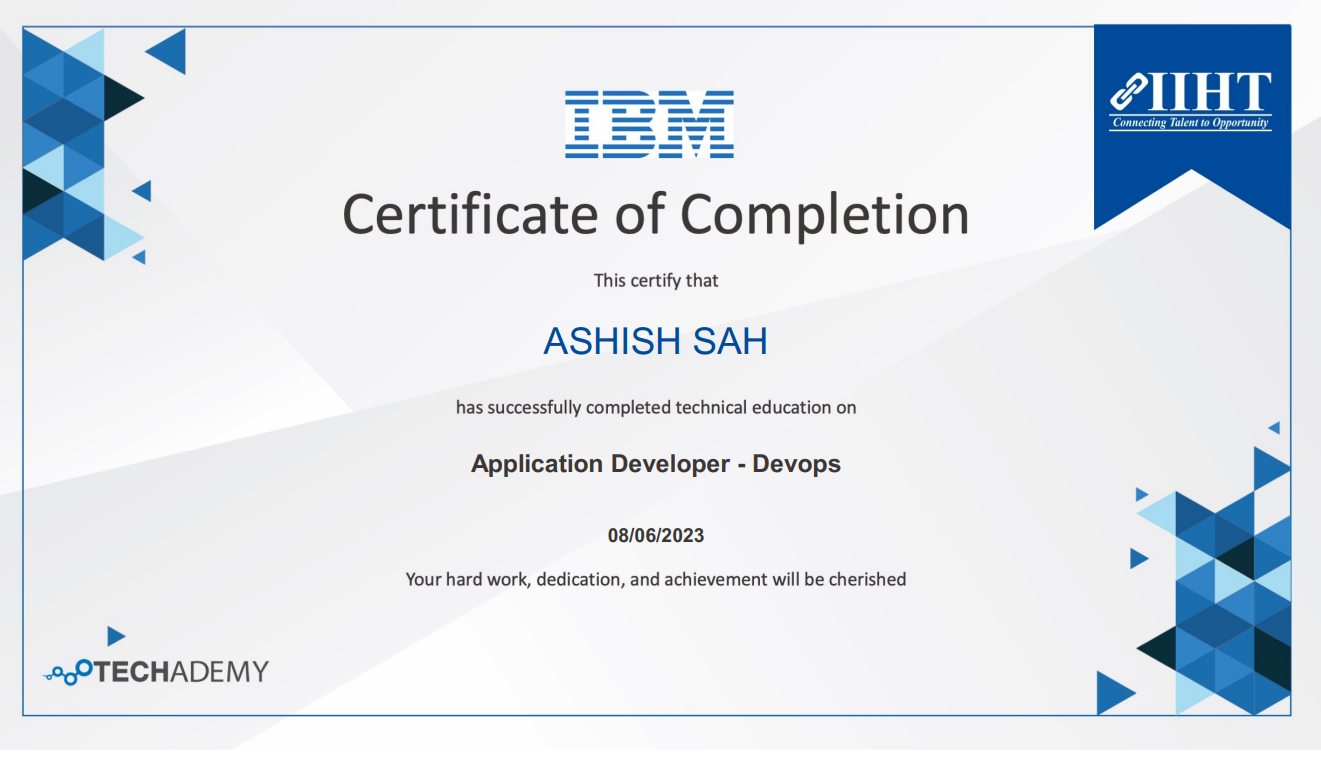 IBM
IIHT
Connecting Talent to Opportunity
Certificate of Completion
This certify that
ASHISH SAH
has successfully completed technical education on
Application Developer - Devops
08/06/2023
Your hard work, dedication, and achievement will be cherished
TECHADEMY